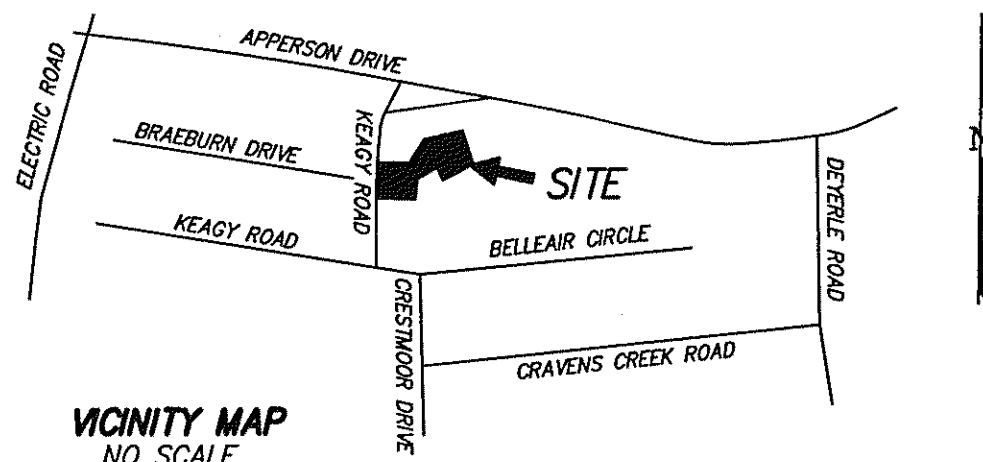 APPERSON DRIVE
ELECTRIC ROAD
BRAEBURN DRIVE
KEAGY ROAD
SITE
DEYERLE ROAD
KEAGY ROAD
BELLEAIR CIRCLE
CRESTMOOR DRIVE
CRAVENS CREEK ROAD
VICINITY MAP
NO SCALE